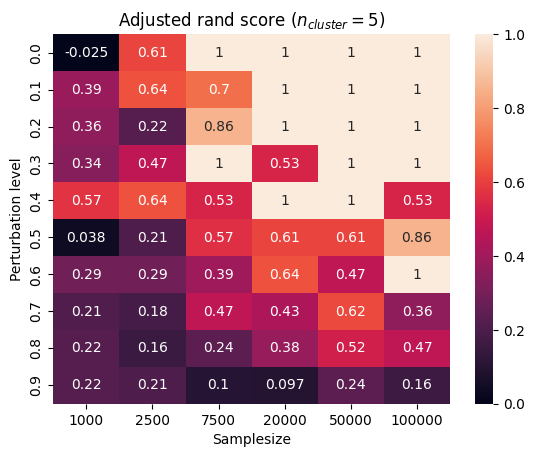 Adjusted rand score (n_cluster = 5)
0.0 -0.025 0.61 1 1 1 1
0.1 0.39 0.64 0.7 1 1 1
0.2 0.36 0.22 0.86 1 1 1
0.3 0.34 0.47 1 0.53 1 1
0.4 0.57 0.64 0.53 1 1 0.53
0.5 0.038 0.21 0.57 0.61 0.61 0.86
0.6 0.29 0.29 0.39 0.64 0.47 1
0.7 0.21 0.18 0.47 0.43 0.62 0.36
0.8 0.22 0.16 0.24 0.38 0.52 0.47
0.9 0.22 0.21 0.1 0.097 0.24 0.16
1000 2500 7500 20000 50000 100000
Samplesize
Perturbation level
1.0
0.8
0.6
0.4
0.2
0.0